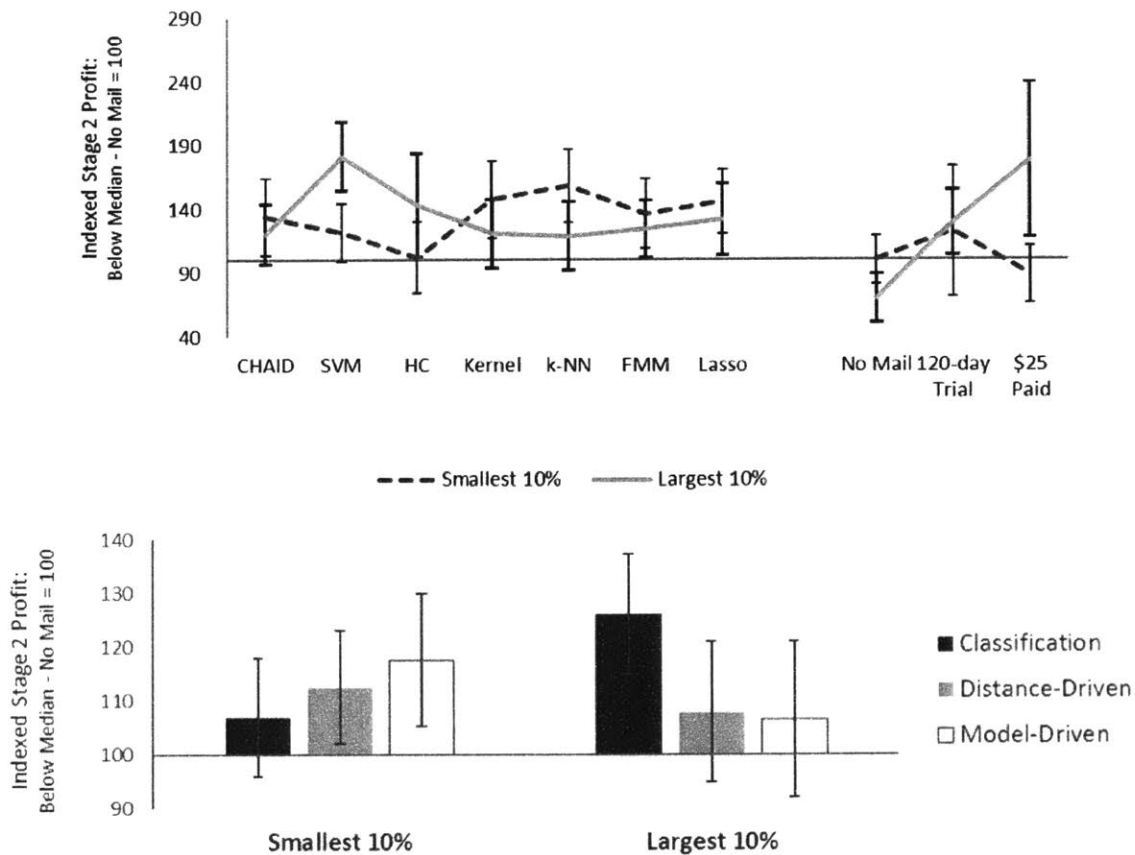 Indexed Stage 2 Profit:
Below Median - No Mail = 100
290
240
190
140
90
40
CHAID SVM HC Kernel k-NN FMM Lasso No Mail 120-day $25
Trial Paid
Smallest 10% Largest 10%
Indexed Stage 2 Profit:
Below Median - No Mail = 100
140
130
120
110
100
90
Classification
Distance-Driven
Model-Driven
Smallest 10% Largest 10%